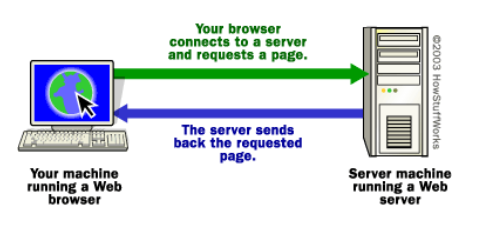 Your browser
connects to a server
and requests a page.
©2003 HowStuffWorks
The server sends
back the requested
page.
Your machine
running a Web
browser
Server machine
running a Web
server